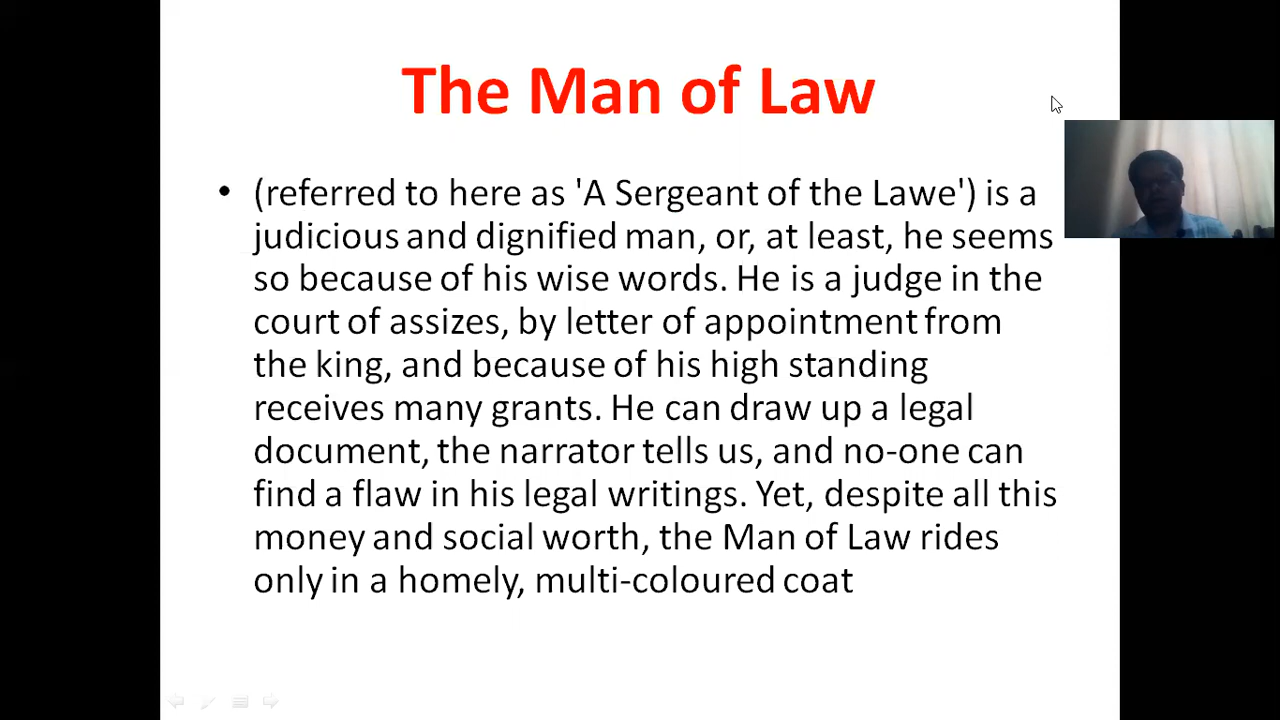 The Man of Law
• (referred to here as 'A Sergeant of the Lawe') is a
judicious and dignified man, or, at least, he seems
so because of his wise words. He is a judge in the
court of assizes, by letter of appointment from
the king, and because of his high standing
receives many grants. He can draw up a legal
document, the narrator tells us, and no-one can
find a flaw in his legal writings. Yet, despite all this
money and social worth, the Man of Law rides
only in a homely, multi-coloured coat